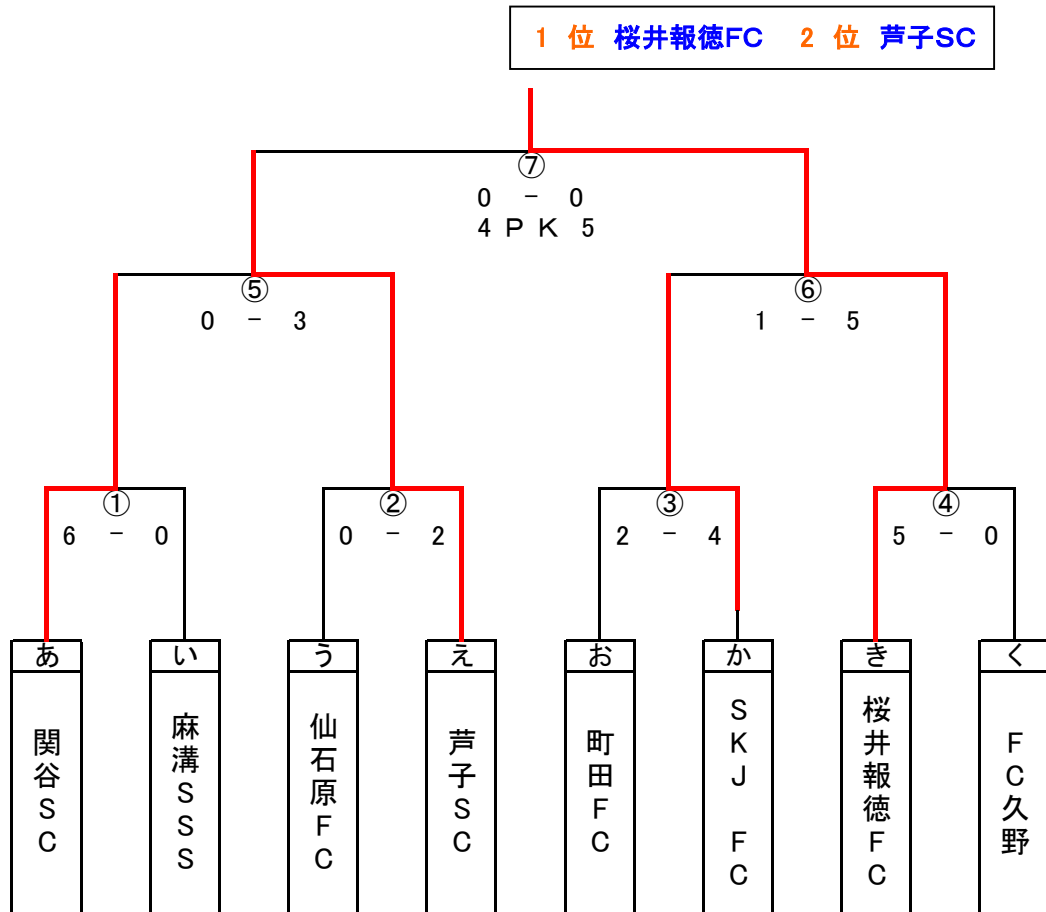 1 位 桜井報徳FC 2 位 芦子SC
⑦
0 － 0
4 PK 5
⑤
0 － 3
⑥
1 － 5
①
6 － 0
②
0 － 2
③
2 － 4
④
5 － 0
あ
い
う
え
お
か
き
く
関谷SC
麻溝SSS
仙石原FC
芦子SC
町田FC
SKJ FC
桜井報徳FC
FC久野